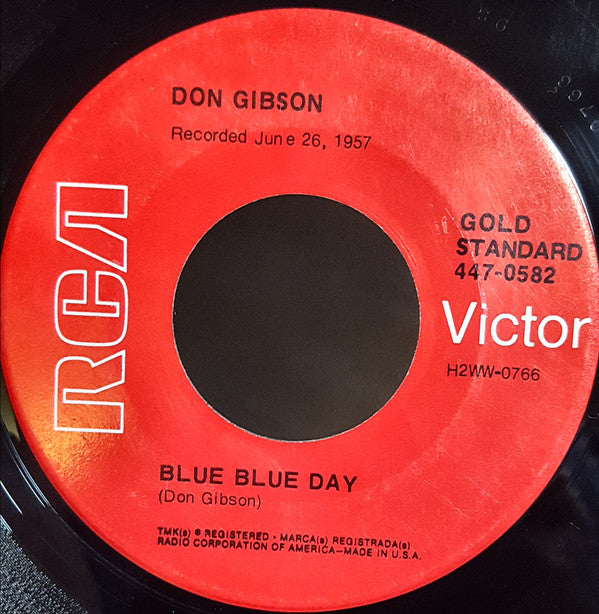 DON GIBSON
Recorded June 26, 1957
RCA
GOLD
STANDARD
447-0582
Victor
H2WW-0766
BLUE BLUE DAY
(Don Gibson)
TMK(s) ® REGISTERED • MARCA(s) REGISTRADA(s)
RADIO CORPORATION OF AMERICA-MADE IN U.S.A.